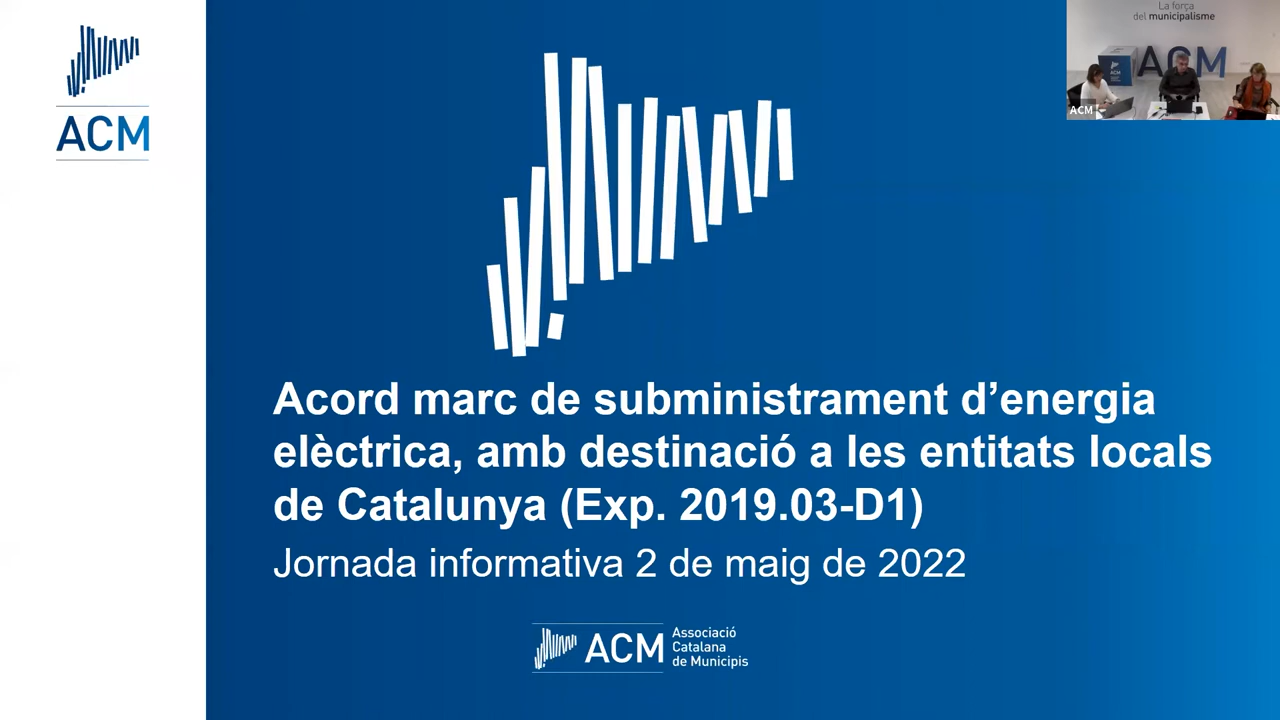 ACM
La força
del municipalisme
ACM
ACM
ACM
Acord marc de subministrament d’energia
elèctrica, amb destinació a les entitats locals
de Catalunya (Exp. 2019.03-D1)
Jornada informativa 2 de maig de 2022
ACM
Associació
Catalana
de Municipis